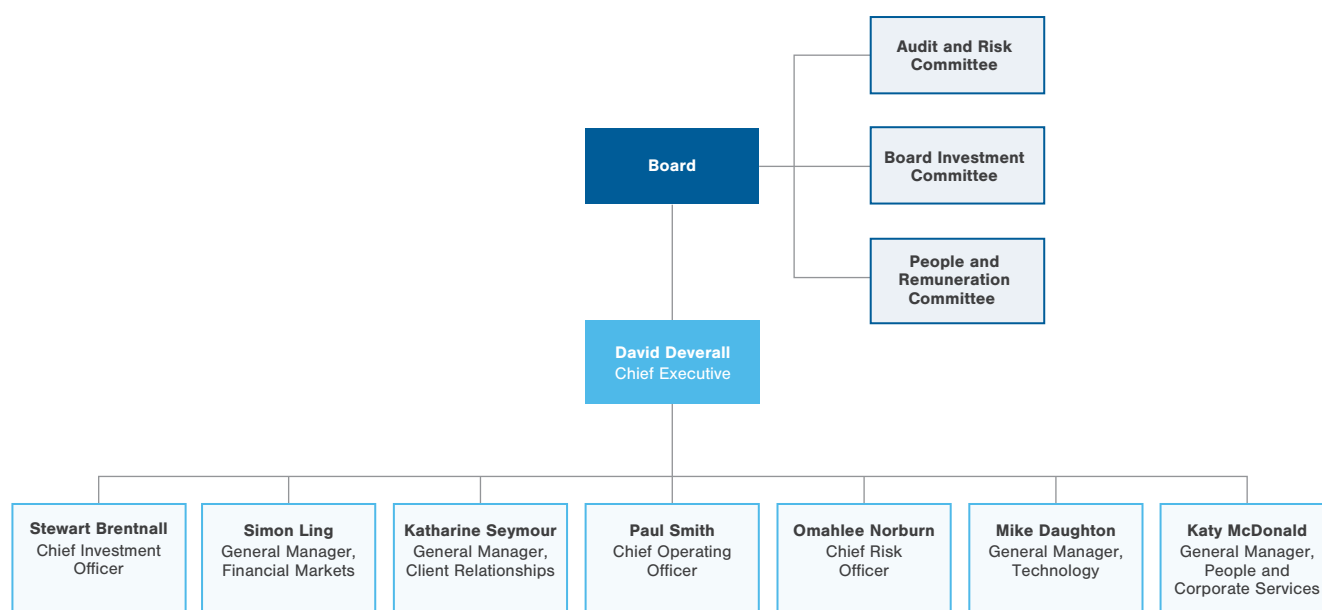 Audit and Risk
Committee
Board
Board Investment
Committee
People and
Remuneration
Committee
David Deverall
Chief Executive
Stewart Brentnall
Chief Investment
Officer
Simon Ling
General Manager,
Financial Markets
Katharine Seymour
General Manager,
Client Relationships
Paul Smith
Chief Operating
Officer
Omahlee Norburn
Chief Risk
Officer
Mike Daughton
General Manager,
Technology
Katy McDonald
General Manager,
People and
Corporate Services